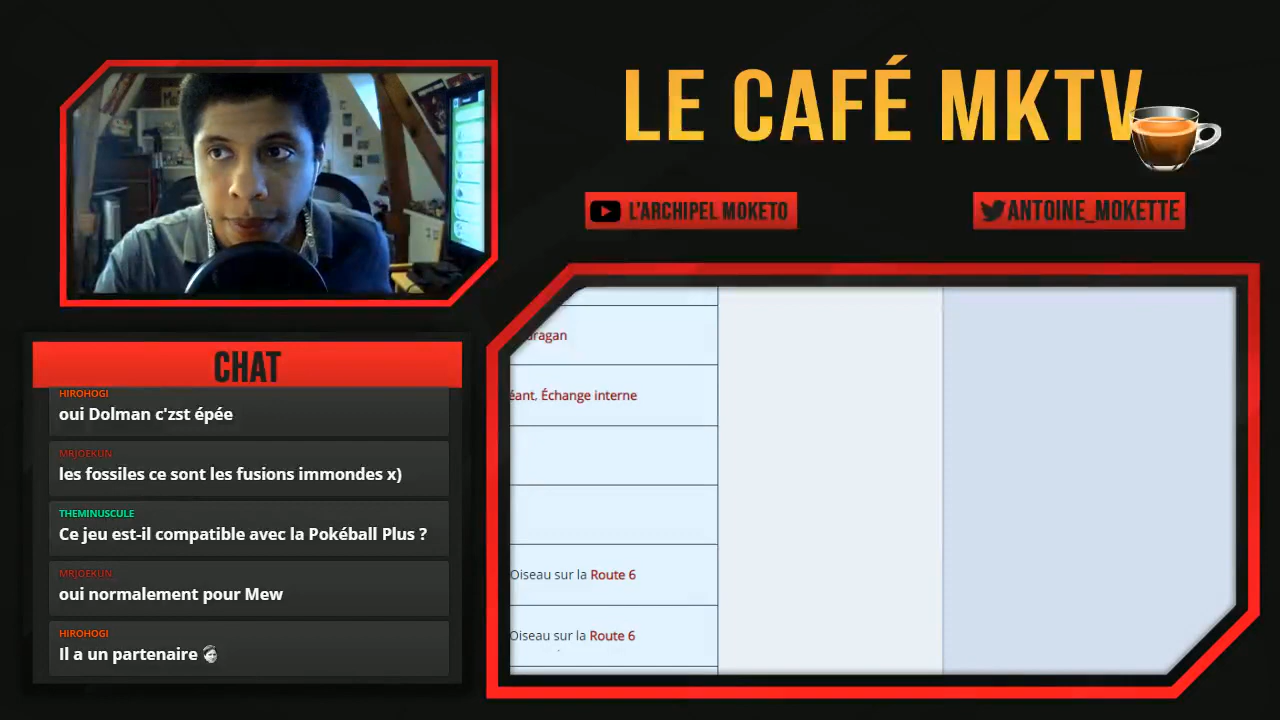 LE CAFÉ MKTV
L'ARCHIPEL MOKETO
ANTOINE_MOKETTE
CHAT
HIROHOGI
oui Dolman c'zst épée
MRJOEKUN
les fossiles ce sont les fusions immondes x)
THEMINUSCULE
Ce jeu est-il compatible avec la Pokéball Plus ?
MRJOEKUN
oui normalement pour Mew
HIROHOGI
Il a un partenaire
Échange interne
Oiseau sur la Route 6
Oiseau sur la Route 6